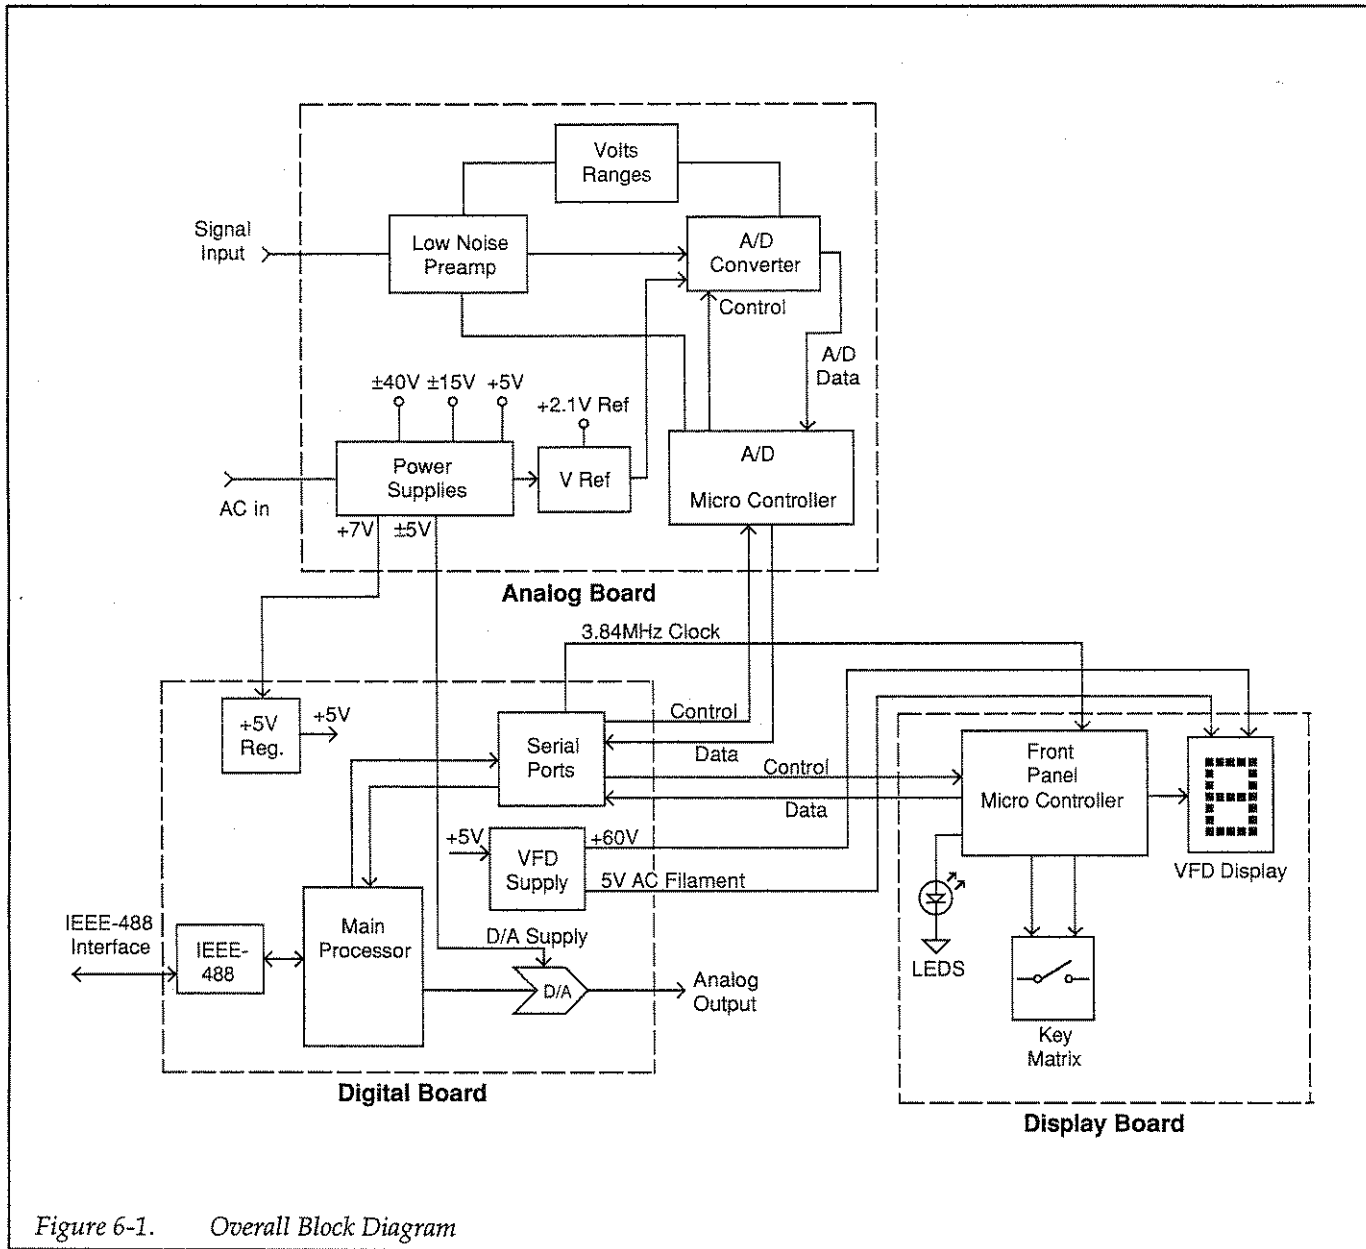 Volts
Ranges
Signal
Input
Low Noise
Preamp
A/D
Converter
Control
A/D
Data
±40V ±15V +5V
+2.1V Ref
Power
Supplies
V Ref
A/D
Micro Controller
AC in
+7V ±5V
Analog Board
3.84MHz Clock
+5V
Reg.
+5V
Serial
Ports
Control
Data
Control
Data
Front
Panel
Micro Controller
VFD Display
+5V
VFD
Supply
+60V
5V AC Filament
LEDS
Key
Matrix
IEEE-488
Interface
IEEE-
488
Main
Processor
D/A Supply
D/A
Analog
Output
Digital Board
Display Board
Figure 6-1. Overall Block Diagram